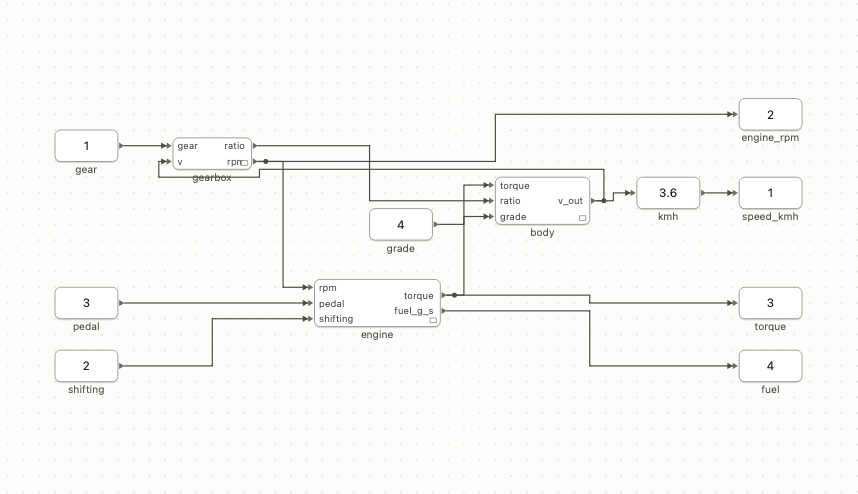 2
engine_rpm
1
gear
gear ratio
v rpm
gearbox
torque
ratio v_out
grade
body
3.6
kmh
1
speed_kmh
4
grade
rpm
pedal torque
shifting fuel_g_s
engine
3
pedal
3
torque
2
shifting
4
fuel